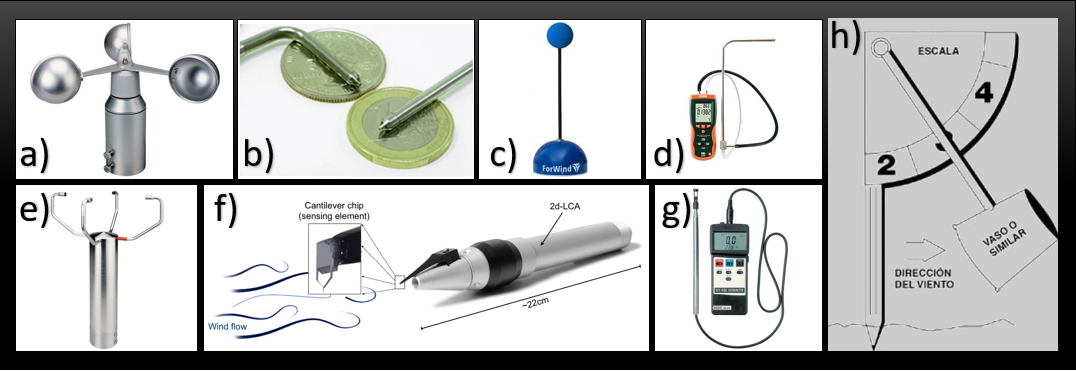 a)
b)
c)
ForWind
d)
e)
f)
Cantilever chip
(sensing element)
2d-LCA
~22cm
Wind flow
g)
0.0
h)
ESCALA
4
2
VASO O
SIMILAR
DIRECCIÓN
DEL VIENTO